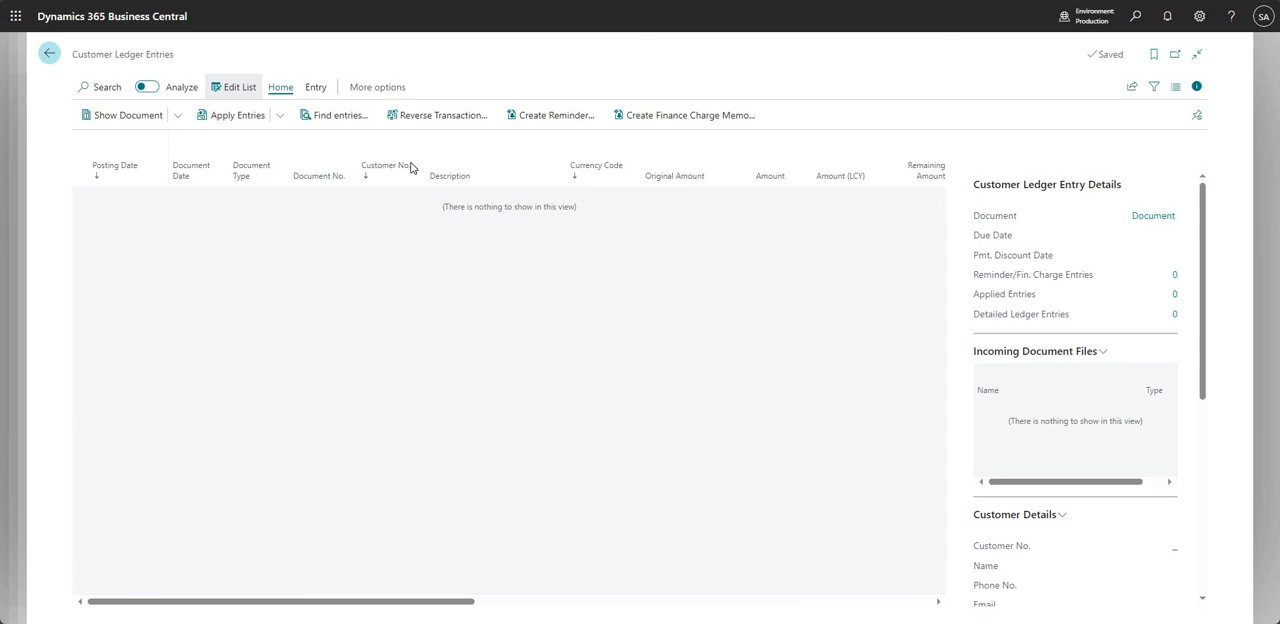 Dynamics 365 Business Central
Environment:
Production
?
SA
Customer Ledger Entries
Saved
Search
Analyze
Edit List
Home
Entry
More options
Show Document
Apply Entries
Find entries...
Reverse Transaction...
Create Reminder...
Create Finance Charge Memo...
Posting Date
Document Date
Document Type
Document No.
Customer No.
Description
Currency Code
Original Amount
Amount
Amount (LCY)
Remaining Amount
(There is nothing to show in this view)
Customer Ledger Entry Details
Document Document
Due Date
Pmt. Discount Date
Reminder/Fin. Charge Entries 0
Applied Entries 0
Detailed Ledger Entries 0
Incoming Document Files
Name Type
(There is nothing to show in this view)
Customer Details
Customer No. _
Name
Phone No.
Email